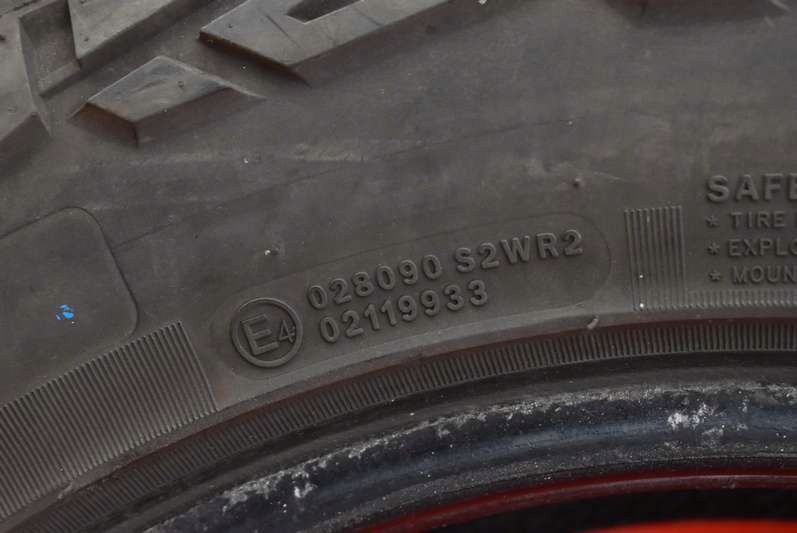 028090 S2WR2
E4 02119933
SAFE
* TIRE
* EXPLO
* MOUN